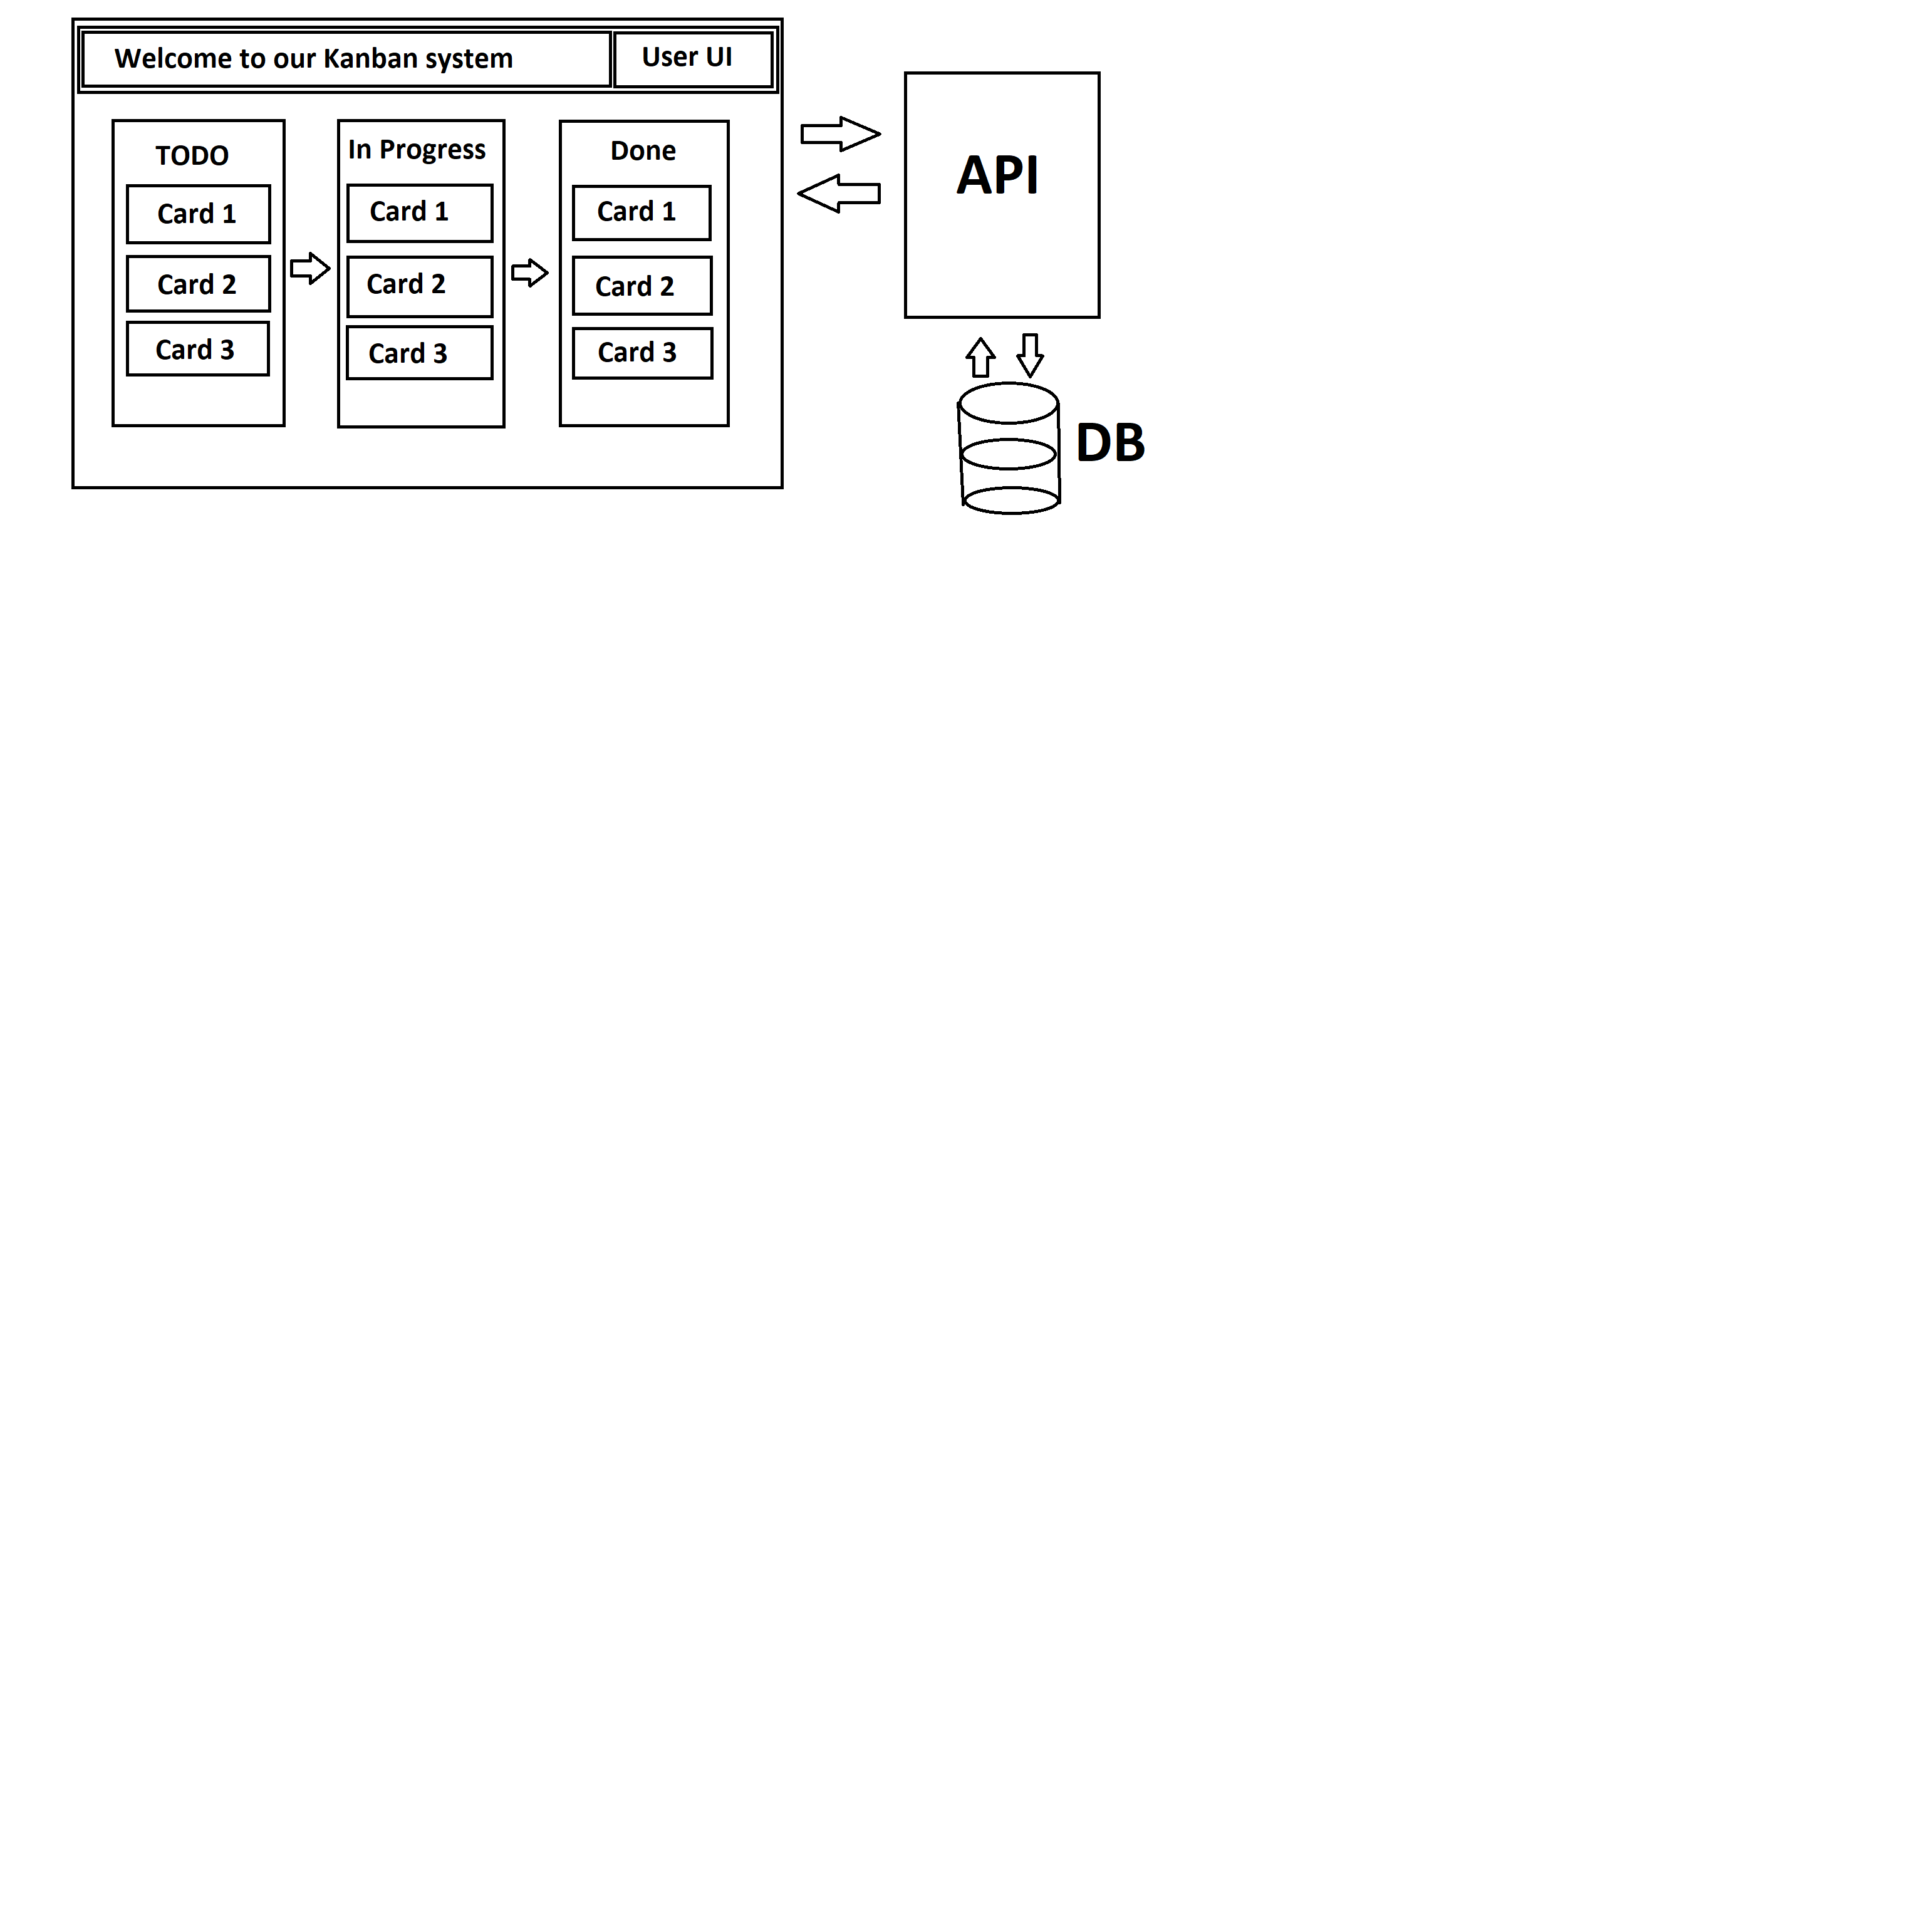 Welcome to our Kanban system
User UI
TODO
Card 1
Card 2
Card 3
In Progress
Card 1
Card 2
Card 3
Done
Card 1
Card 2
Card 3
API
DB